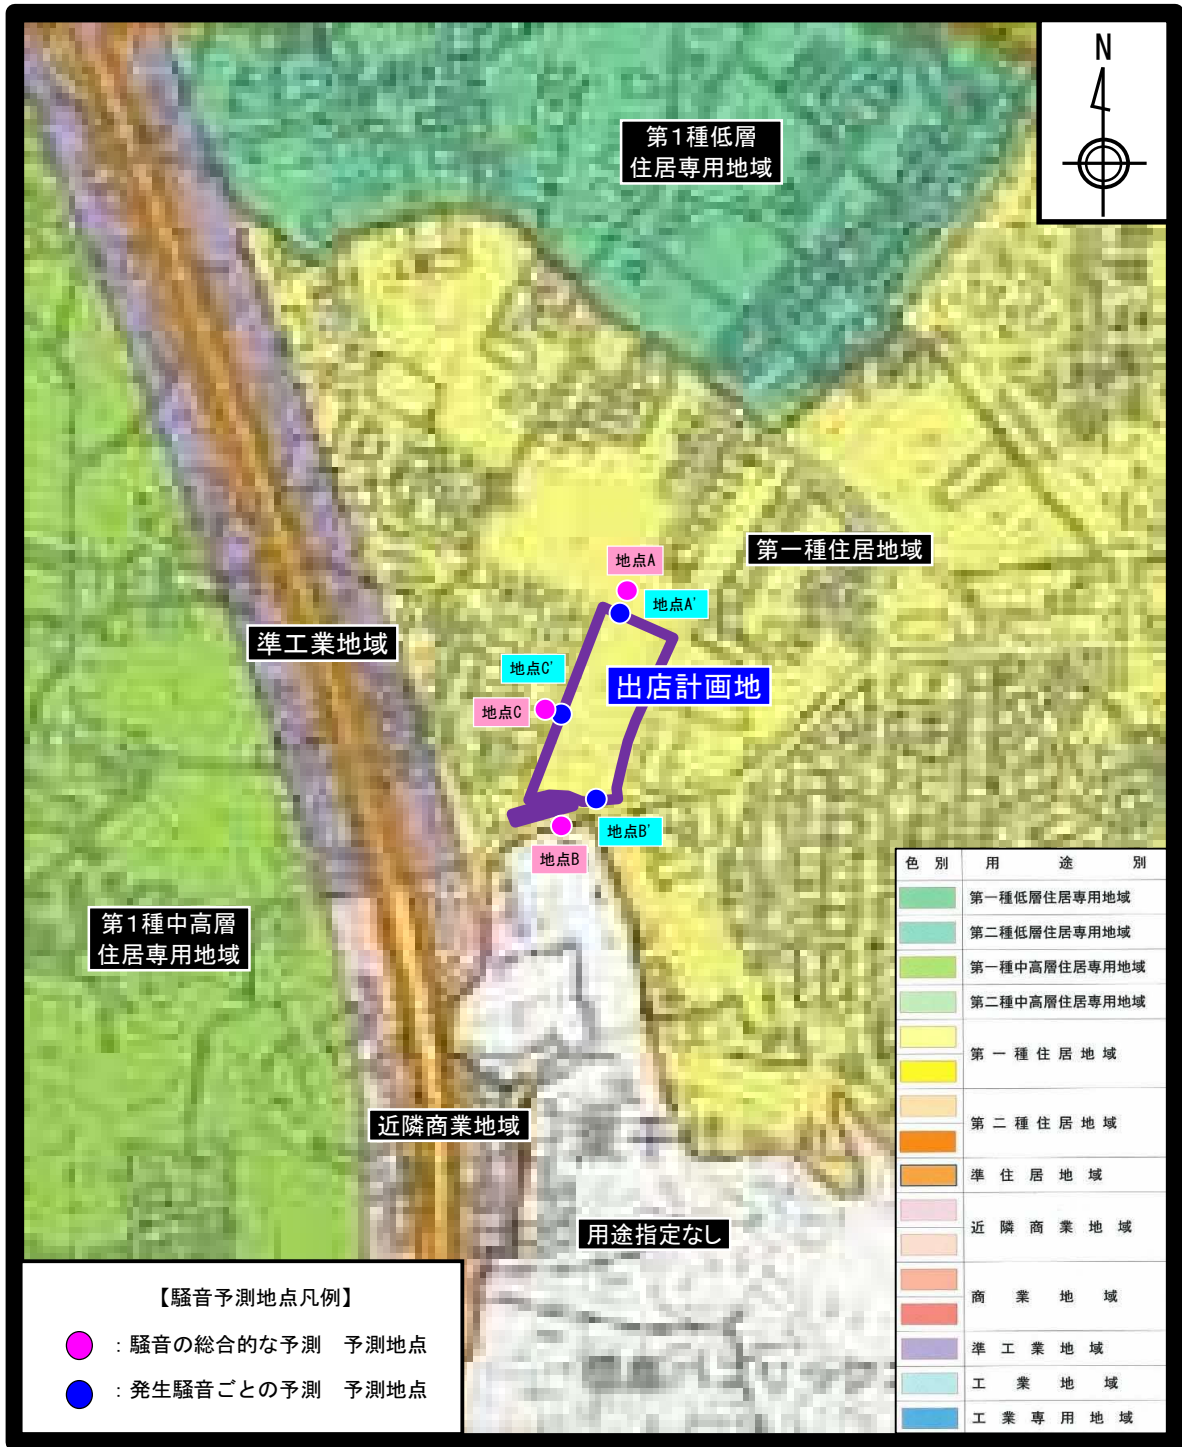 N
第1種低層
住居専用地域
第一種住居地域
地点A
地点A'
準工業地域
地点C'
出店計画地
地点C
地点B'
地点B
第1種中高層
住居専用地域
近隣商業地域
用途指定なし
色 別 用 途 別
第一種低層住居専用地域
第二種低層住居専用地域
第一種中高層住居専用地域
第二種中高層住居専用地域
第一種住居地域
第二種住居地域
準住居地域
近隣商業地域
商業地域
準工業地域
工業地域
工業専用地域
【騒音予測地点凡例】
:騒音の総合的な予測 予測地点
:発生騒音ごとの予測 予測地点